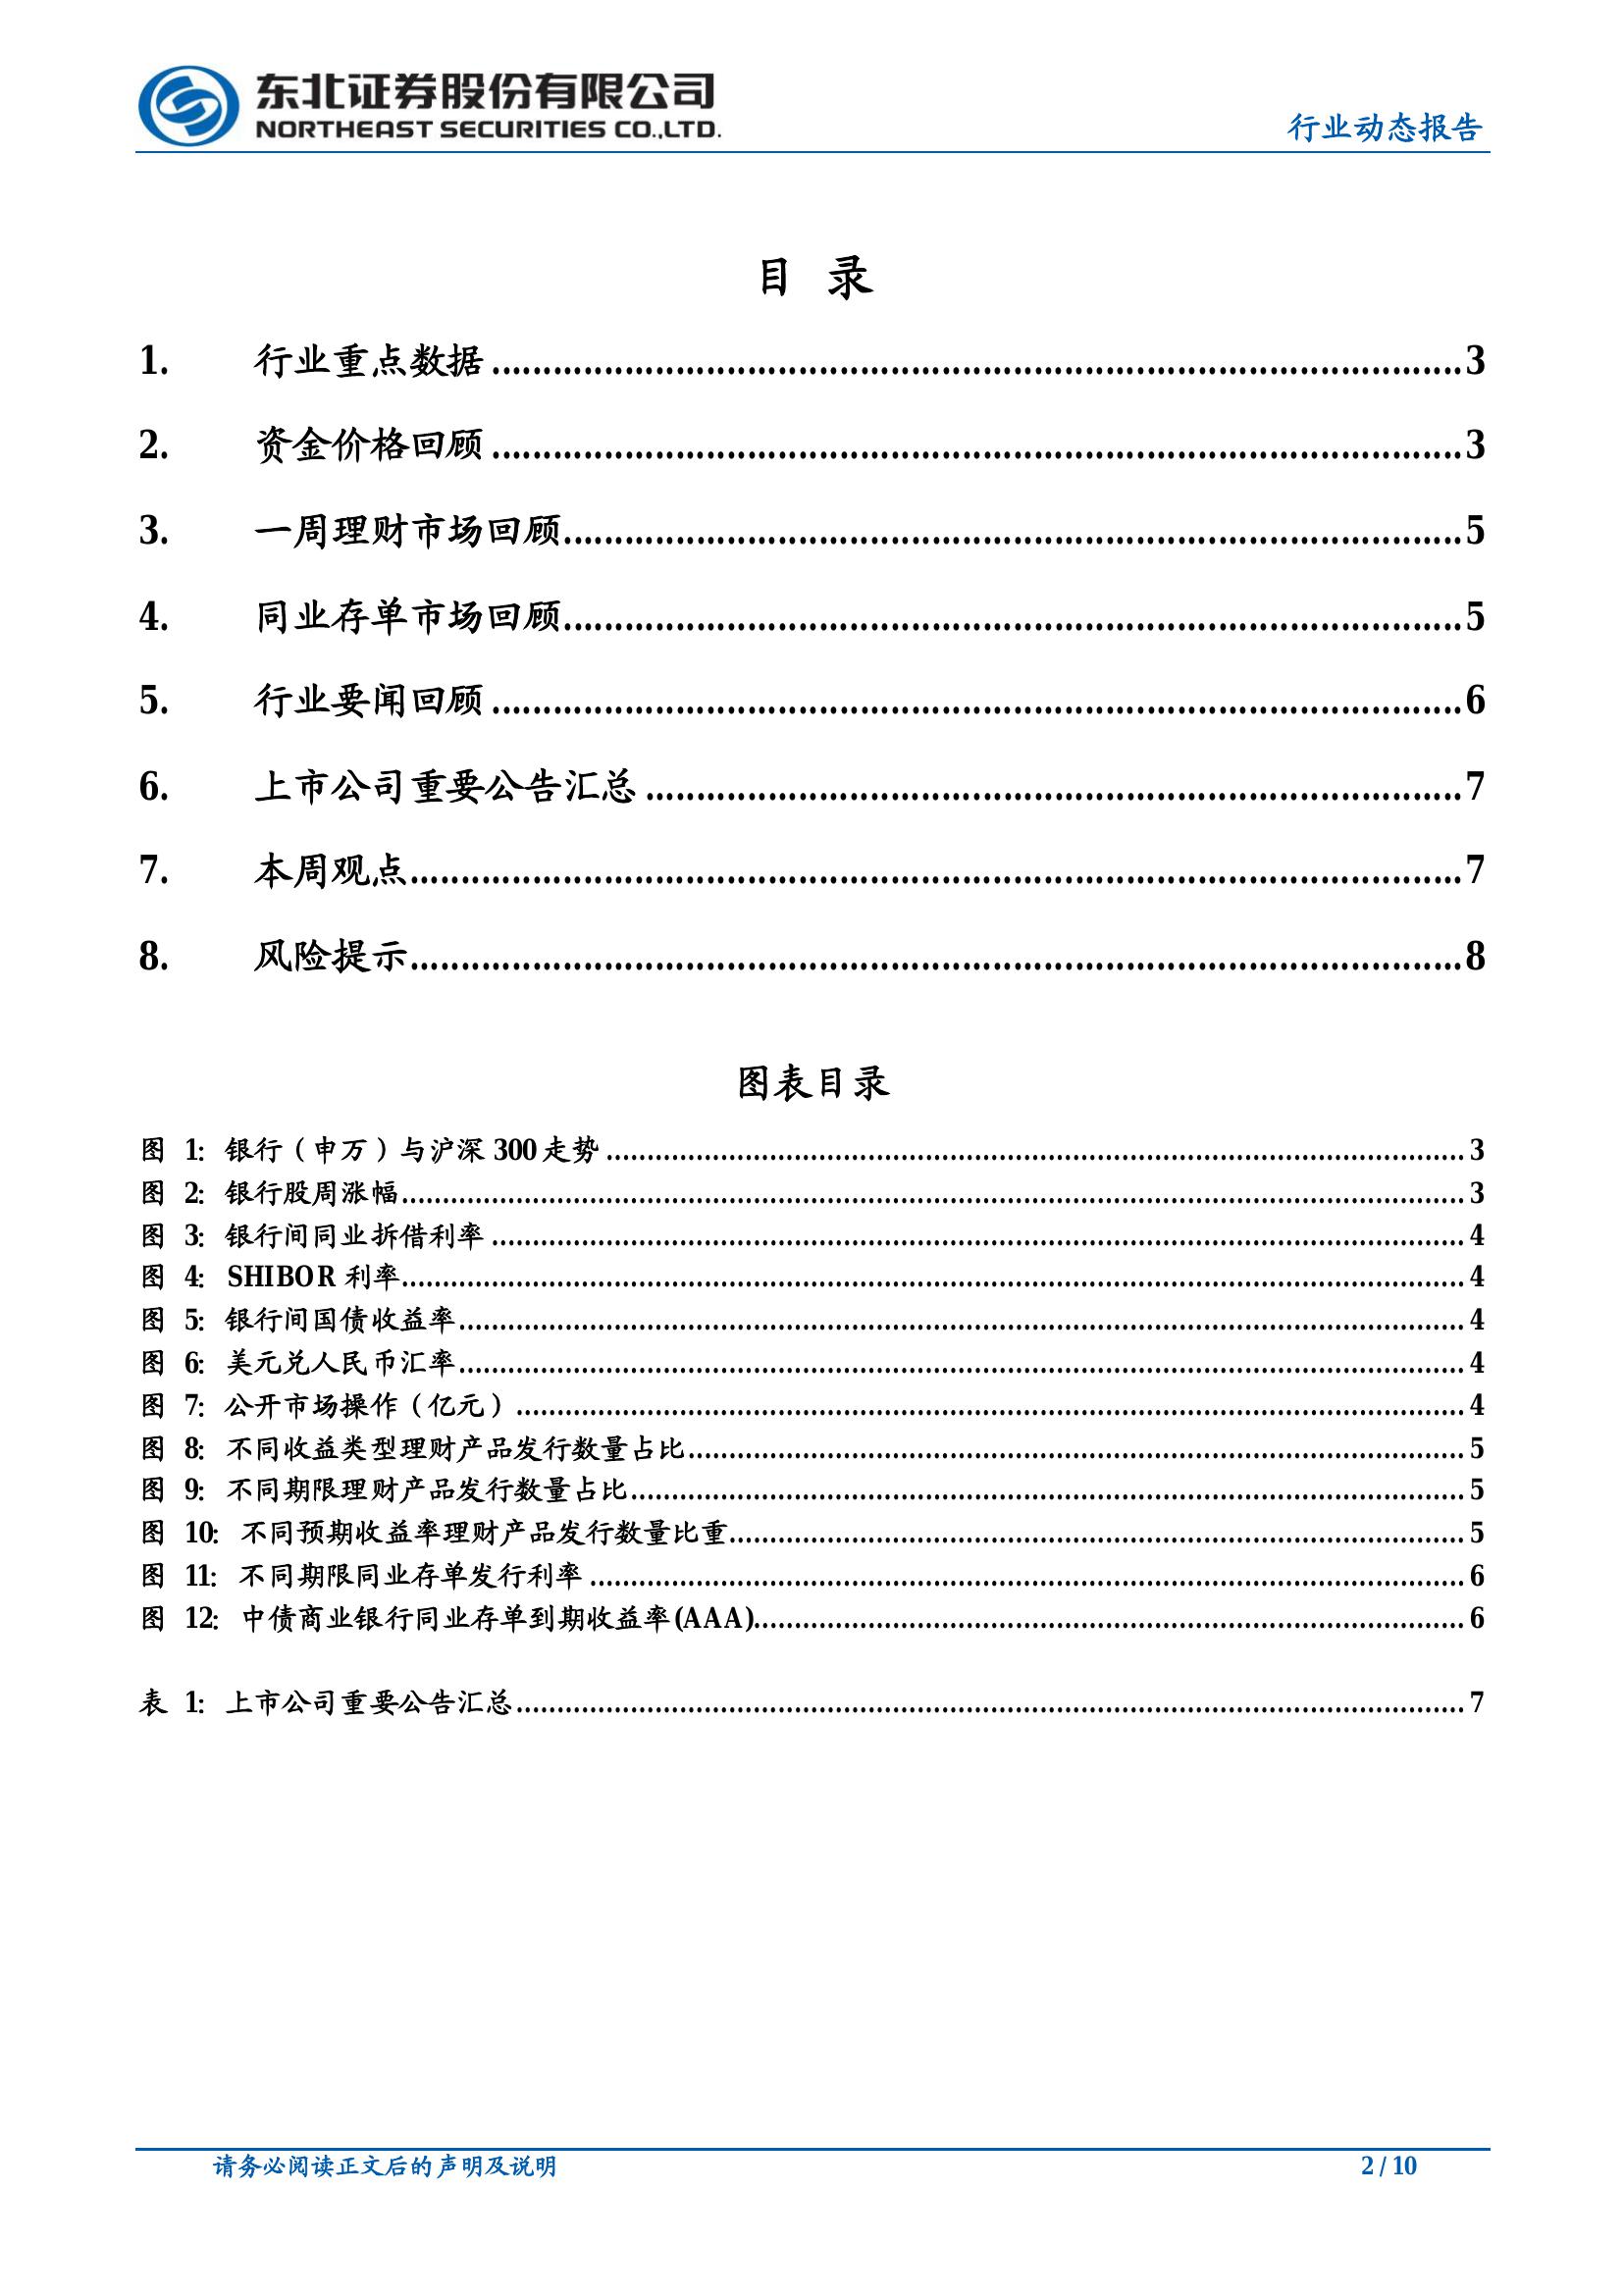 东北证券股份有限公司
NORTHEAST SECURITIES CO.,LTD.
行业动态报告
目 录
1. 行业重点数据 ........ 3
2. 资金价格回顾 ........ 3
3. 一周理财市场回顾 ........ 5
4. 同业存单市场回顾 ........ 5
5. 行业要闻回顾 ........ 6
6. 上市公司重要公告汇总 ........ 7
7. 本周观点 ........ 7
8. 风险提示 ........ 8
图表目录
图 1: 银行（申万）与沪深 300 走势 ........ 3
图 2: 银行股周涨幅 ........ 3
图 3: 银行间同业拆借利率 ........ 4
图 4: SHIBOR 利率 ........ 4
图 5: 银行间国债收益率 ........ 4
图 6: 美元兑人民币汇率 ........ 4
图 7: 公开市场操作（亿元） ........ 4
图 8: 不同收益类型理财产品发行数量占比 ........ 5
图 9: 不同期限理财产品发行数量占比 ........ 5
图 10: 不同预期收益率理财产品发行数量比重 ........ 5
图 11: 不同期限同业存单发行利率 ........ 6
图 12: 中债商业银行同业存单到期收益率(AAA) ........ 6
表 1: 上市公司重要公告汇总 ........ 7
请务必阅读正文后的声明及说明
2 / 10